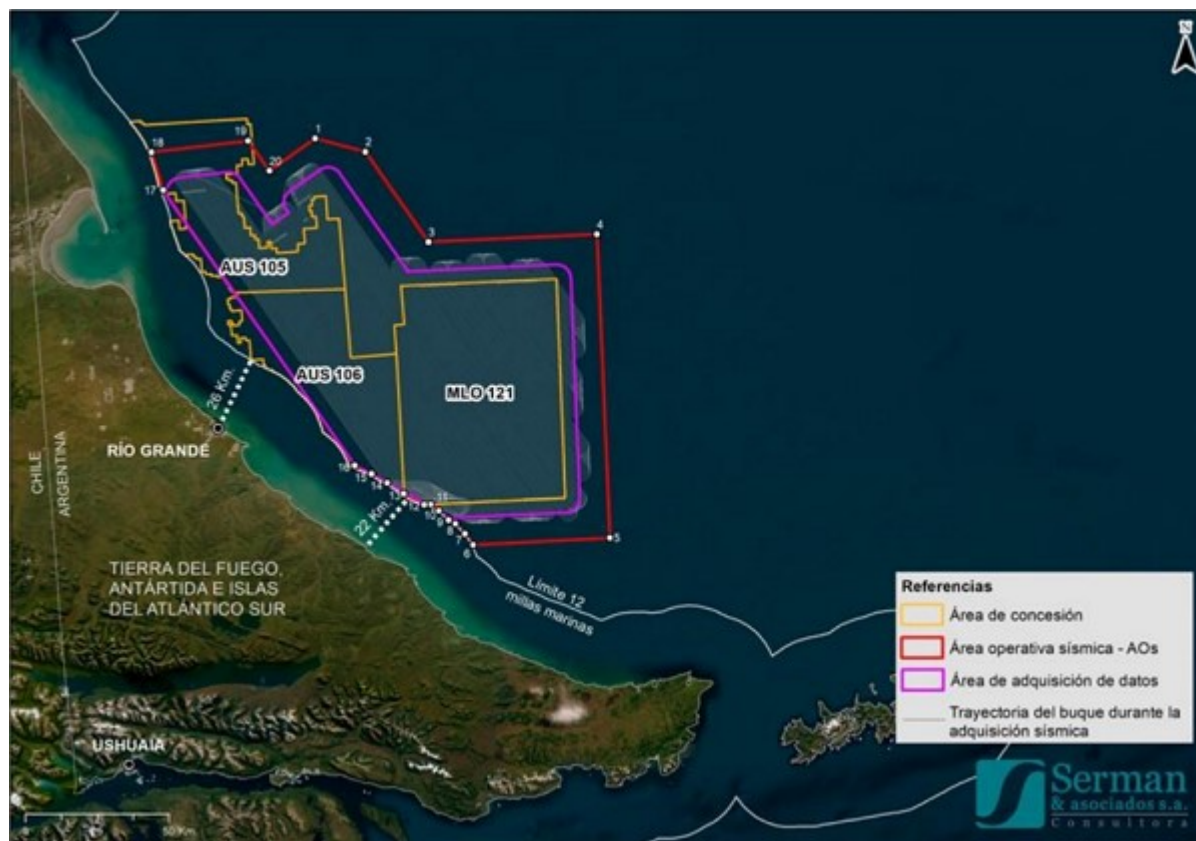 N
19
1
2
18
20
17
3
4
AUS 105
AUS 106
MLO 121
26 Km.
RÍO GRANDE
CHILE
ARGENTINA
16
15
14
13
12
11
10
9
8
7
6
5
22 Km.
TIERRA DEL FUEGO,
ANTÁRTIDA E ISLAS
DEL ATLÁNTICO SUR
Límite 12
millas marinas
USHUAIA
Referencias
Área de concesión
Área operativa sísmica - AOs
Área de adquisición de datos
Trayectoria del buque durante la
adquisición sísmica
Serman
& asociados s.a.
Consultora
0
50 Km